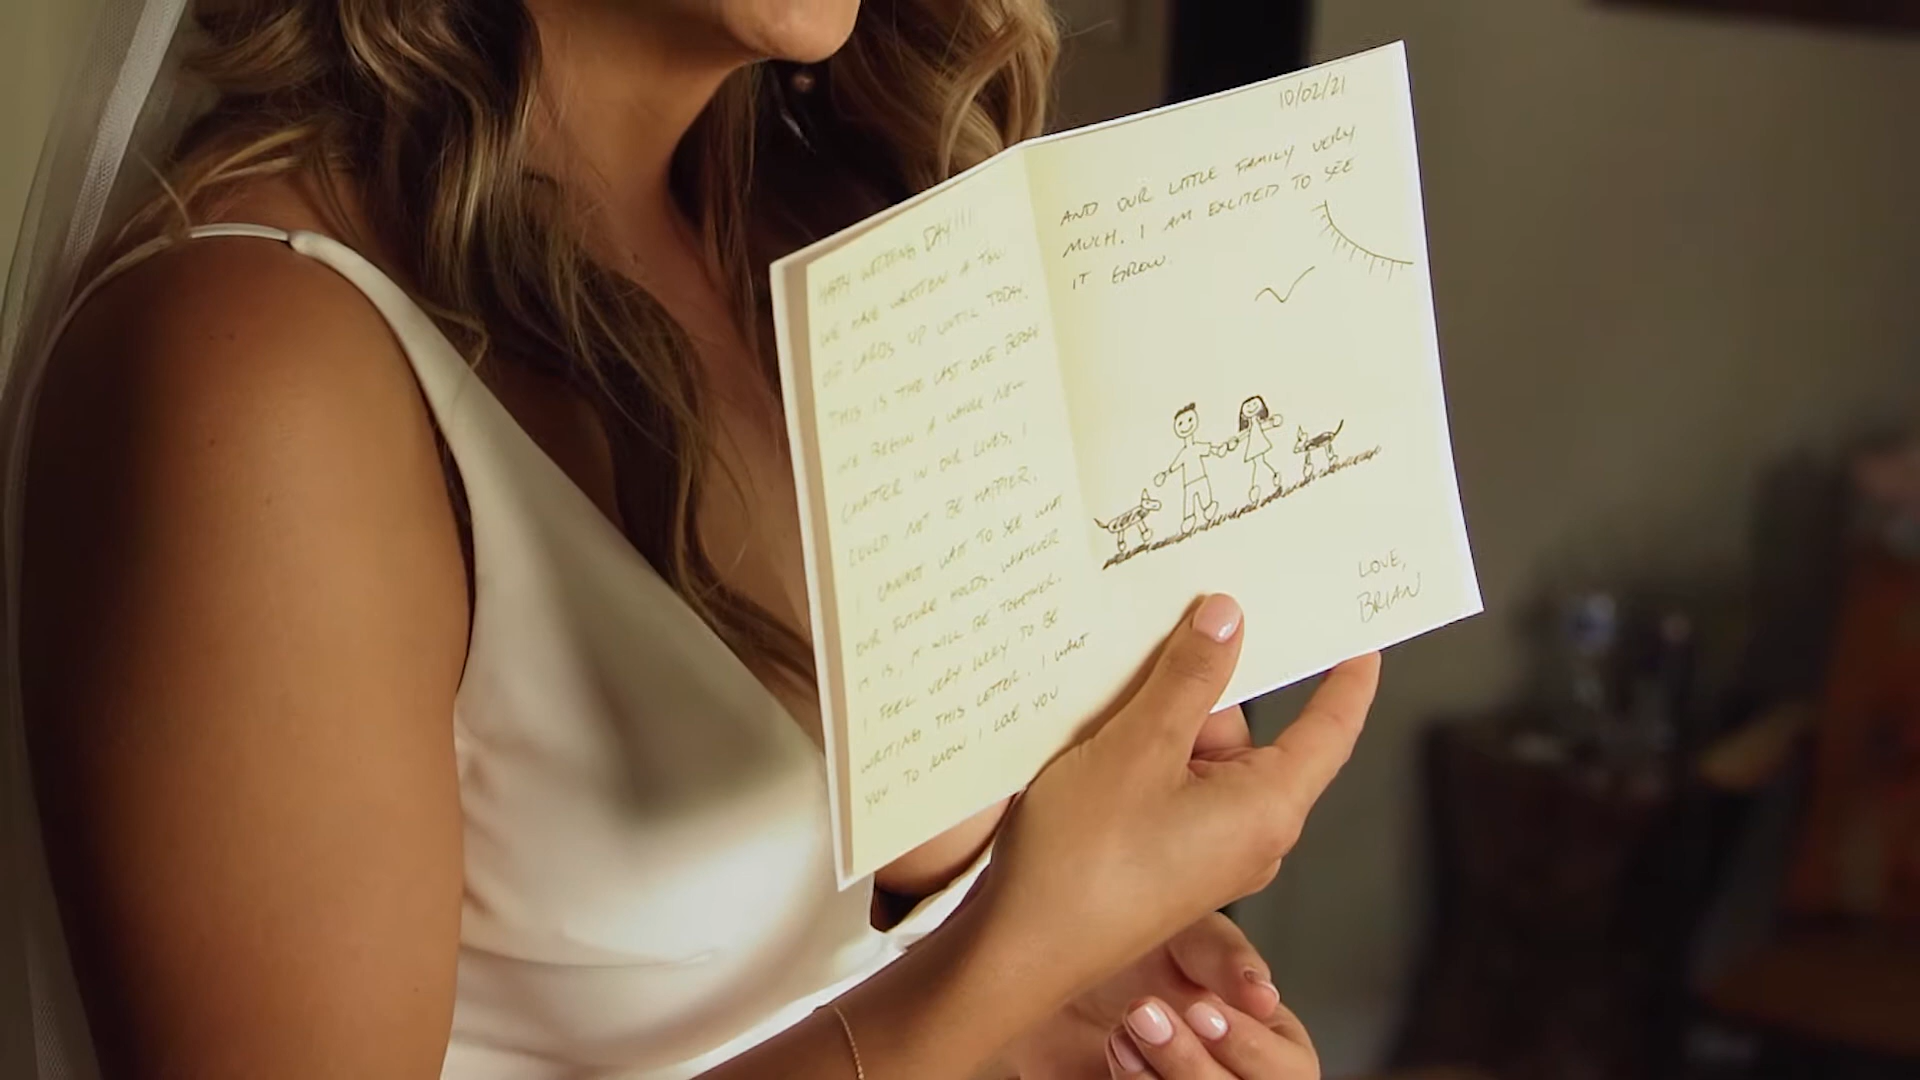 HAPPY WEDDING DAY!!!
WE HAVE WRITTEN A TON
OF CARDS UP UNTIL TODAY.
THIS IS THE LAST ONE BEFORE
WE BEGIN A WHOLE NEW
CHAPTER IN OUR LIVES. I
COULD NOT BE HAPPIER.
I CANNOT WAIT TO SEE WHAT
OUR FUTURE HOLDS. WHATEVER
IT IS, IT WILL BE TOGETHER.
I FEEL VERY LUCKY TO BE
WRITING THIS LETTER. I WANT
YOU TO KNOW I LOVE YOU
10/02/21
AND OUR LITTLE FAMILY VERY
MUCH. I AM EXCITED TO SEE
IT GROW.
LOVE,
BRIAN